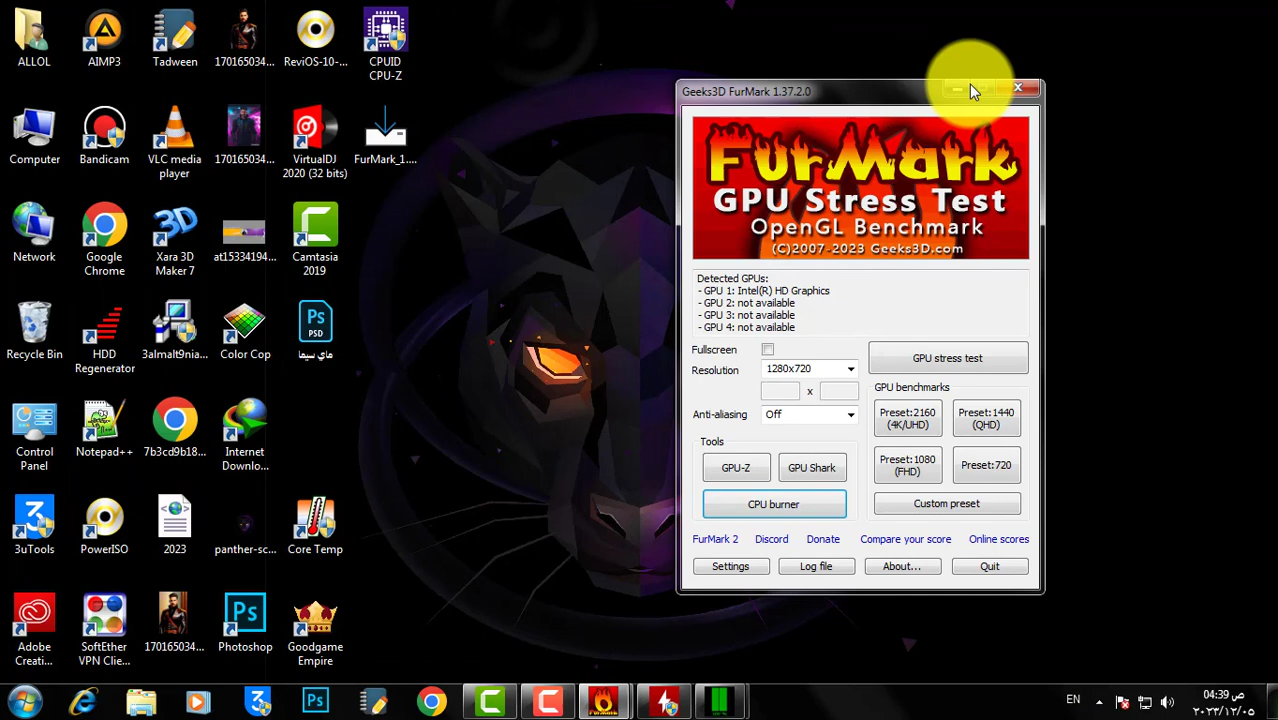 ALLOL
AIMP3
Tadween
170165034...
ReviOS-10-...
CPUID
CPU-Z
Computer
Bandicam
VLC media
player
170165034...
VirtualDJ
2020 (32 bits)
FurMark_1....
Network
Google
Chrome
Xara 3D
Maker 7
at15334194...
Camtasia
2019
Recycle Bin
HDD
Regenerator
3almalt9nia...
Color Cop
Ps
PSD
ماي سيما
Control
Panel
Notepad++
7b3cd9b18...
Internet
Downlo...
3uTools
PowerISO
2023
panther-sc...
Core Temp
Adobe
Creati...
SoftEther
VPN Clie...
170165034...
Ps
Photoshop
Goodgame
Empire
Geeks3D FurMark 1.37.2.0
FurMark
GPU Stress Test
OpenGL Benchmark
(C)2007-2023 Geeks3D.com
Detected GPUs:
- GPU 1: Intel(R) HD Graphics
- GPU 2: not available
- GPU 3: not available
- GPU 4: not available
Fullscreen
Resolution 1280x720
x
Anti-aliasing Off
GPU stress test
GPU benchmarks
Preset:2160
(4K/UHD)
Preset:1440
(QHD)
Preset:1080
(FHD)
Preset:720
Custom preset
Tools
GPU-Z GPU Shark
CPU burner
FurMark 2 Discord Donate Compare your score Online scores
Settings Log file About... Quit
Ps
EN
04:39 ص
٢٠٢٣/١٢/٠٥